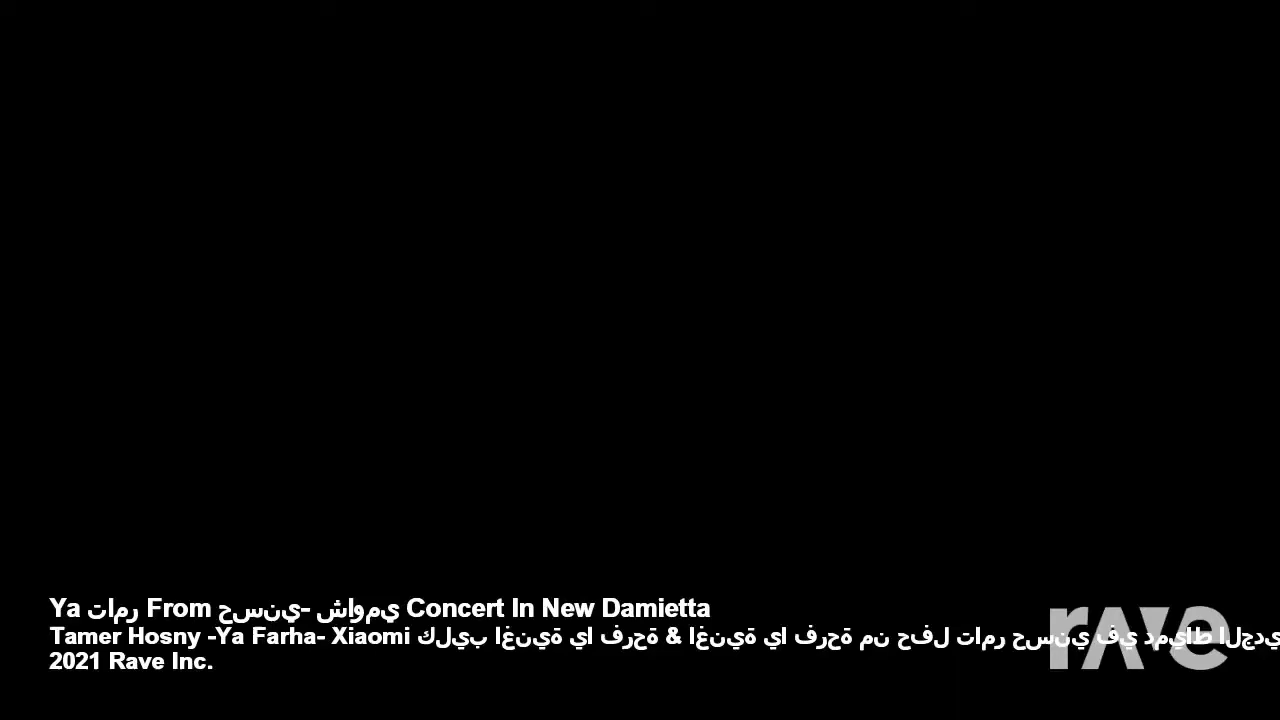 Ya تامر From حسني- شاومي Concert In New Damietta
Tamer Hosny -Ya Farha- Xiaomi كليب اغنية يا فرحة & اغنية يا فرحة من حفل تامر حسني في دمياط الجدي
2021 Rave Inc.
rave